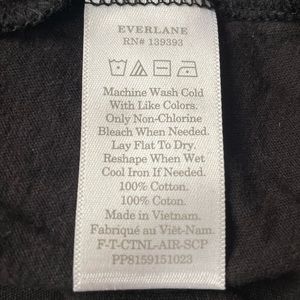 EVERLANE
RN# 139393
Machine Wash Cold
With Like Colors.
Only Non-Chlorine
Bleach When Needed.
Lay Flat To Dry.
Reshape When Wet
Cool Iron If Needed.
100% Cotton.
100% Coton.
Made in Vietnam.
Fabriqué au Viêt-Nam.
F-T-CTNL-AIR-SCP
PP8159151023